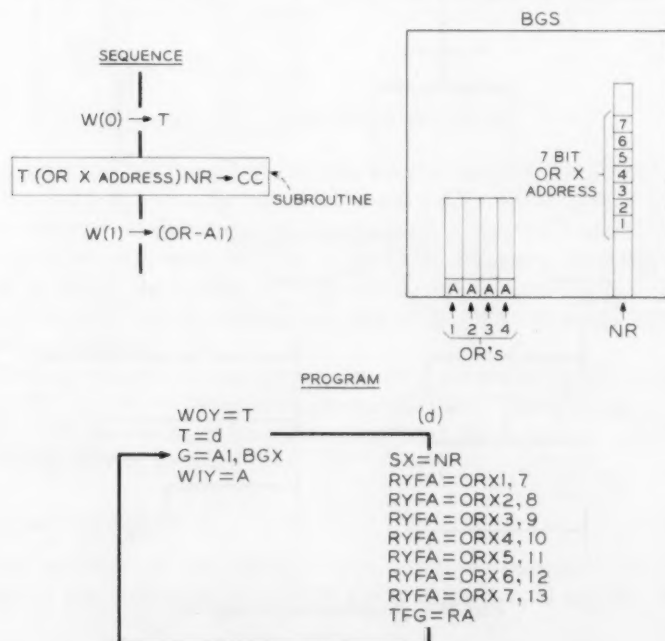 SEQUENCE
W(0) → T
T (OR X ADDRESS) NR → CC
SUBROUTINE
W(1) → (OR-A1)
BGS
7 BIT
OR X
ADDRESS
7
6
5
4
3
2
1
A A A A
1 2 3 4
OR'S
NR
PROGRAM
W0Y=T
T=d
G=A1, BGX
W1Y=A
(d)
SX=NR
RYFA=ORX1, 7
RYFA=ORX2, 8
RYFA=ORX3, 9
RYFA=ORX4, 10
RYFA=ORX5, 11
RYFA=ORX6, 12
RYFA=ORX7, 13
TFG=RA